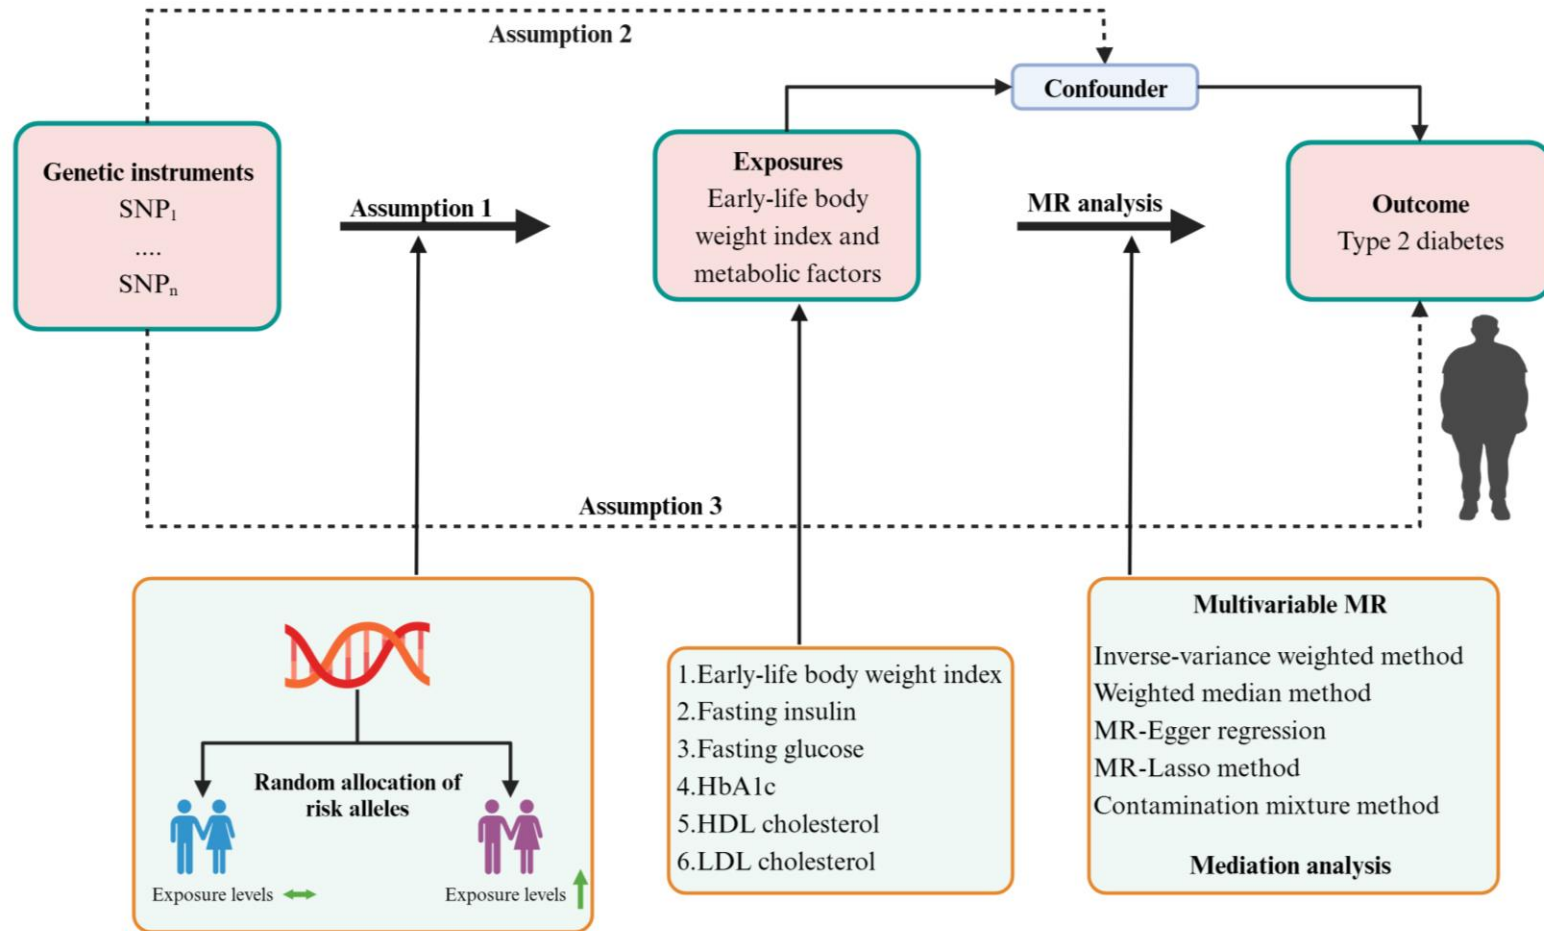 Assumption 2
Confounder
Genetic instruments
SNP₁
....
SNPₙ
Assumption 1
Exposures
Early-life body
weight index and
metabolic factors
MR analysis
Outcome
Type 2 diabetes
Assumption 3
Random allocation of
risk alleles
Exposure levels
Exposure levels
1.Early-life body weight index
2.Fasting insulin
3.Fasting glucose
4.HbA1c
5.HDL cholesterol
6.LDL cholesterol
Multivariable MR
Inverse-variance weighted method
Weighted median method
MR-Egger regression
MR-Lasso method
Contamination mixture method
Mediation analysis